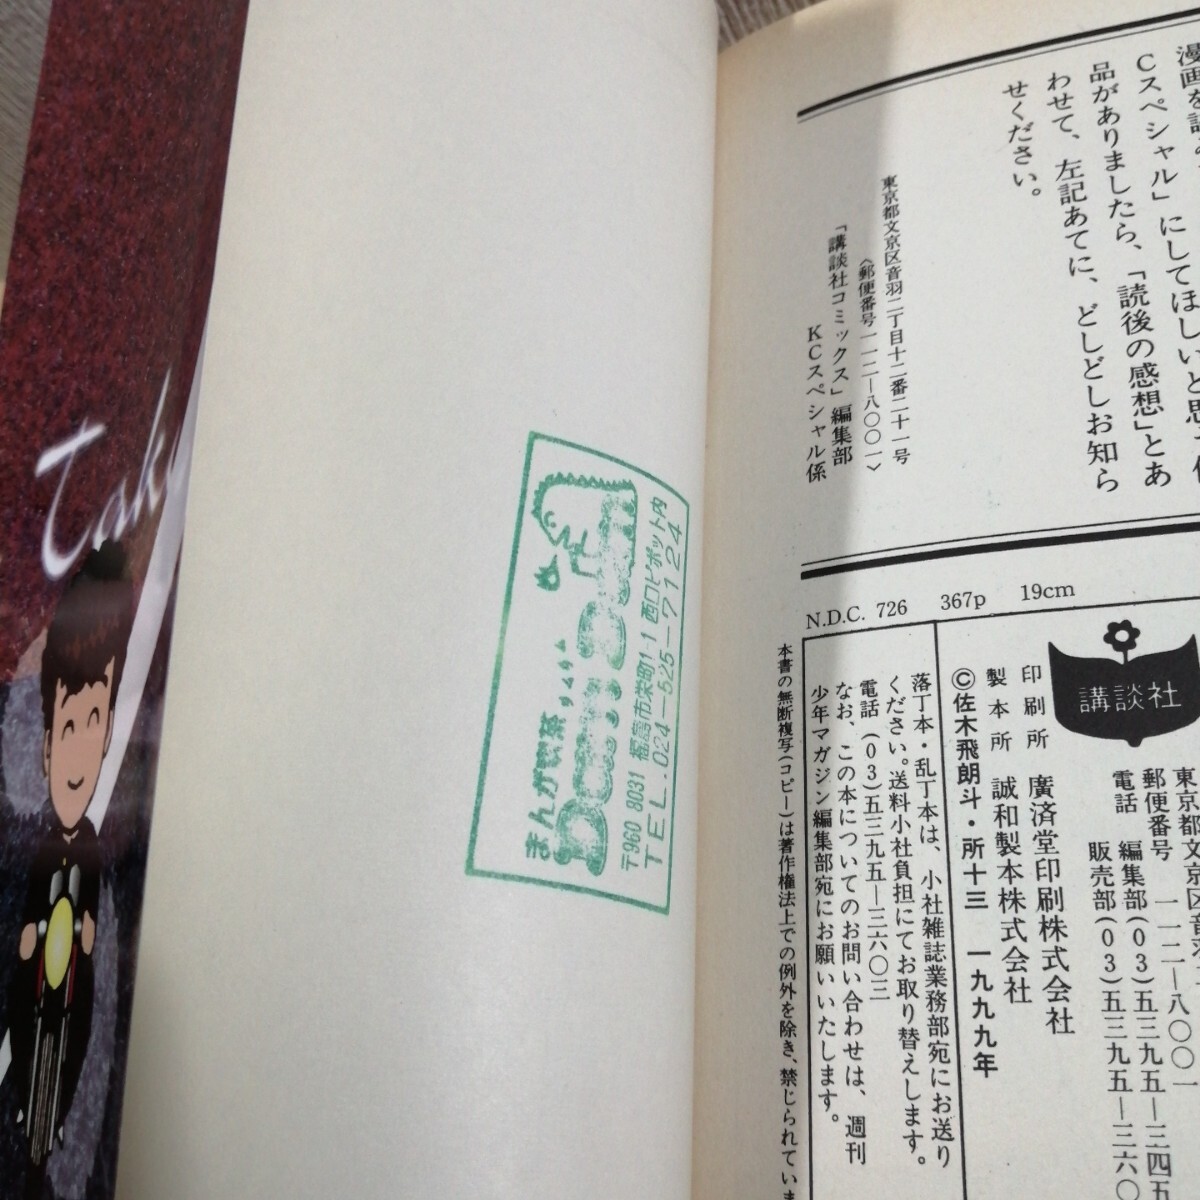 漫画を読
Cスペシャル」にしてほしいと思
品がありましたら、「読後の感想」とあ
わせて、左記あてに、どしどしお知ら
せください。
東京都文京区音羽二丁目十二番二十一号
〈郵便番号一一二—八〇〇一〉
「講談社コミックス」編集部
KCスペシャル係
N.D.C. 726 367p 19cm
講談社
東京都文京区音羽
郵便番号 一一二—八〇〇一
電話 編集部(03)五三九五—三四五
販売部(03)五三九五—三六〇
印刷所 廣済堂印刷株式会社
製本所 誠和製本株式会社
©佐木飛朗斗・所十三 一九九九年
落丁本・乱丁本は、小社雑誌業務部宛にお送り
ください。送料小社負担にてお取り替えします。
電話(03)五三九五—三六〇三
なお、この本についてのお問い合わせは、週刊
少年マガジン編集部宛にお願いいたします。
本書の無断複写(コピー)は著作権法上での例外を除き、禁じられていま
まんが喫茶
〒960 8031 福島市栄町1-1 西口ピボット内
TEL.024-525-7124
Tak